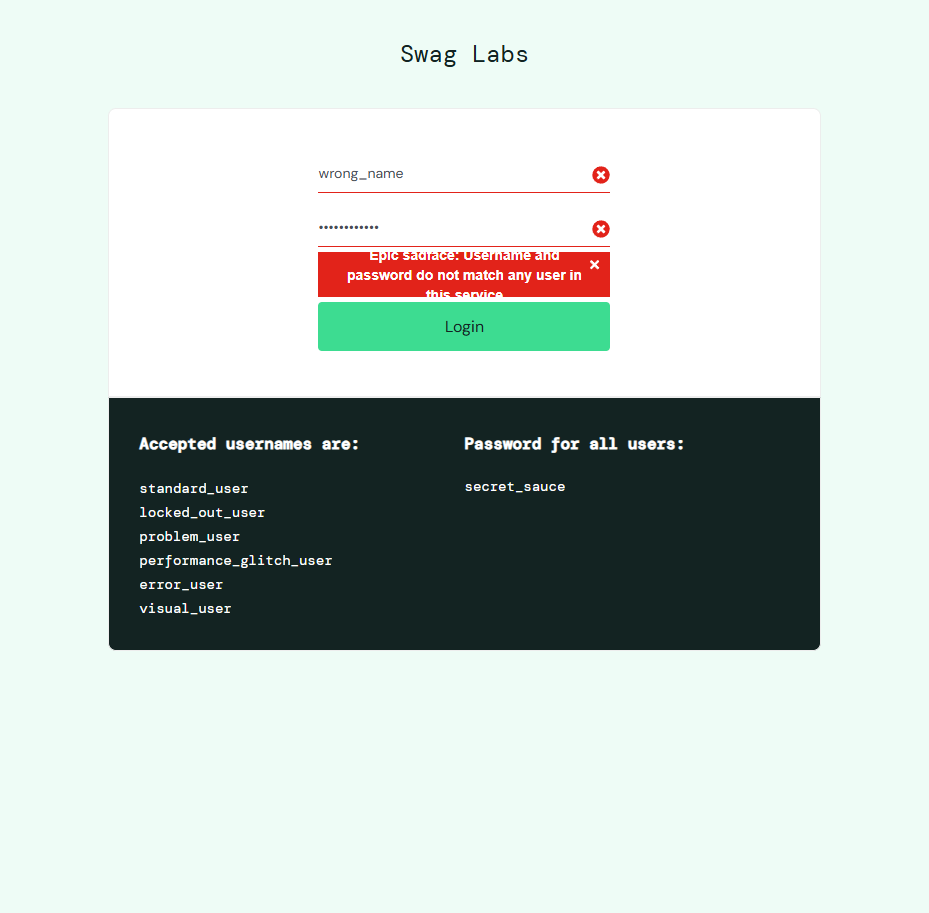 Swag Labs
wrong_name
••••••••••••
Epic sadface: Username and
password do not match any user in
this service
Login
Accepted usernames are:
standard_user
locked_out_user
problem_user
performance_glitch_user
error_user
visual_user
Password for all users:
secret_sauce